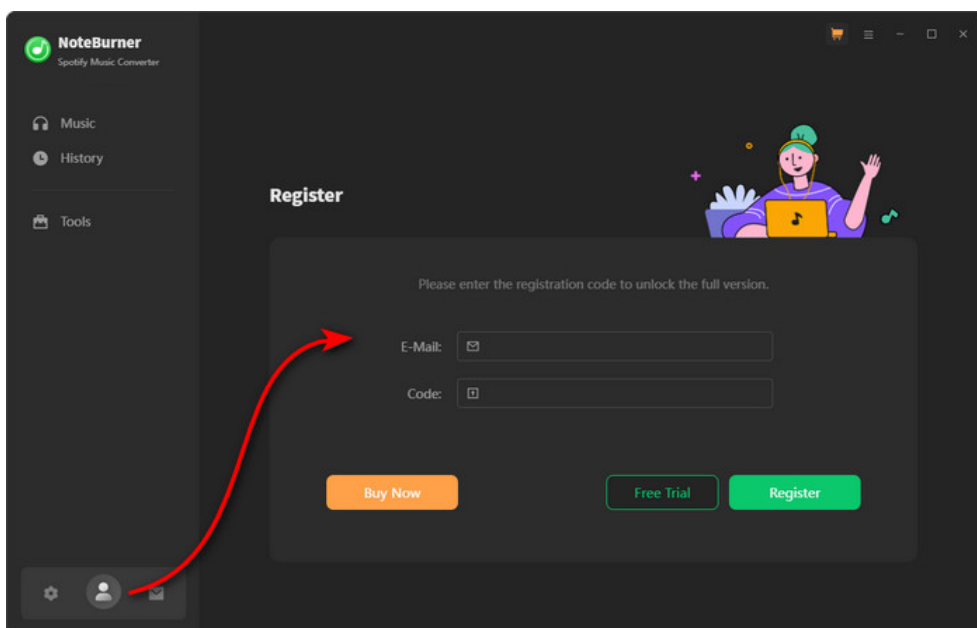 NoteBurner
Spotify Music Converter
Music
History
Tools
Register
Please enter the registration code to unlock the full version.
E-Mail:
Code:
Buy Now
Free Trial
Register